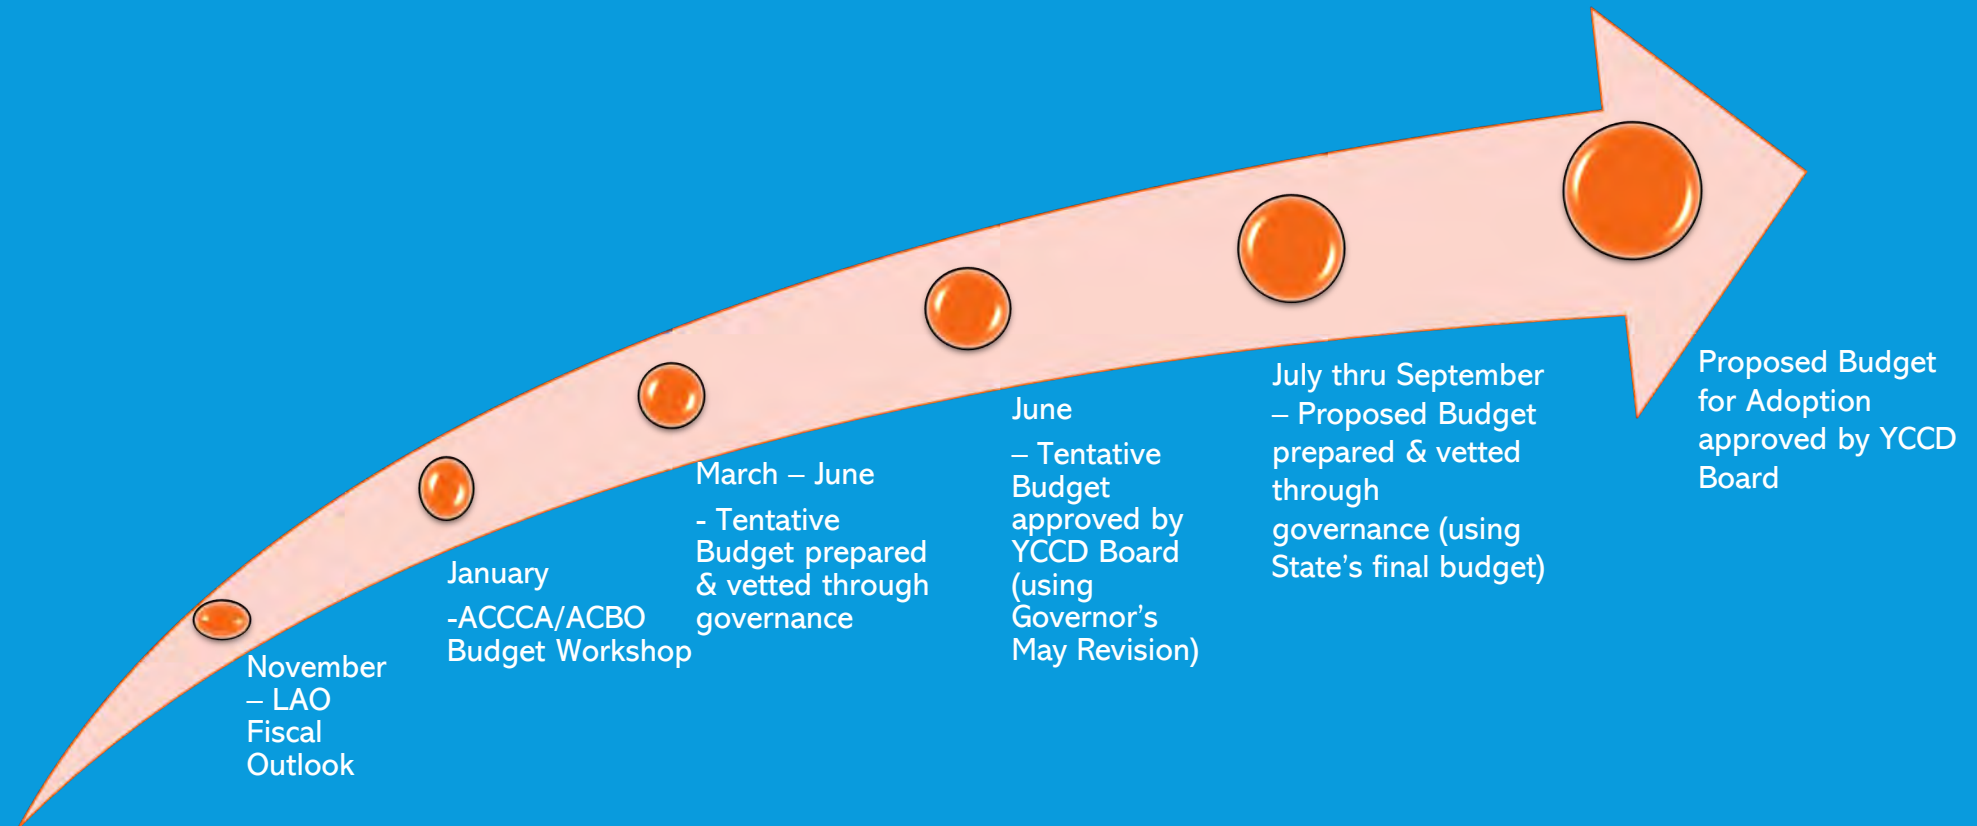 November
– LAO
Fiscal
Outlook
January
-ACCCA/ACBO
Budget Workshop
March – June
- Tentative
Budget prepared
& vetted through
governance
June
– Tentative
Budget
approved by
YCCD Board
(using
Governor's
May Revision)
July thru September
– Proposed Budget
prepared & vetted
through
governance (using
State's final budget)
Proposed Budget
for Adoption
approved by YCCD
Board